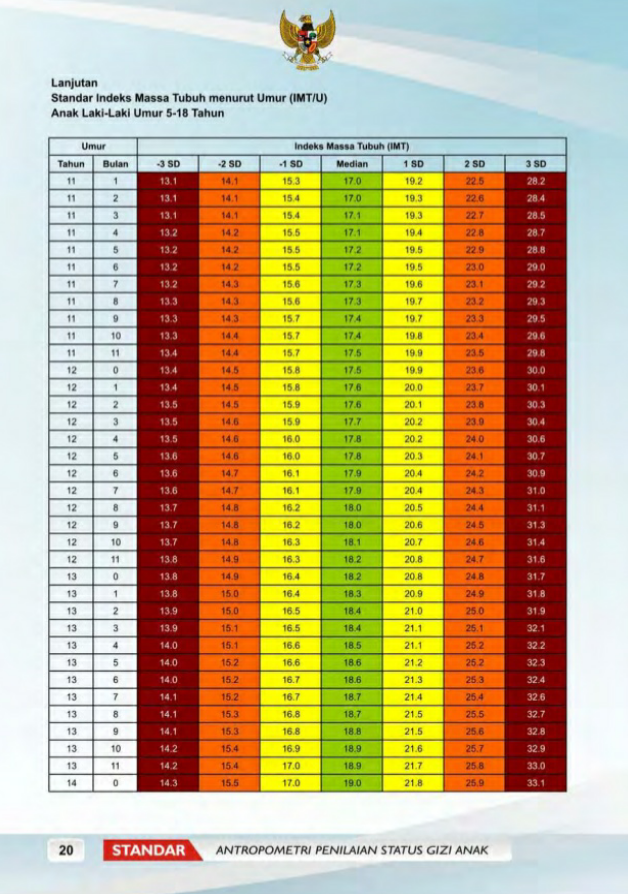 Lanjutan
Standar Indeks Massa Tubuh menurut Umur (IMT/U)
Anak Laki-Laki Umur 5-18 Tahun
Umur Indeks Massa Tubuh (IMT)
Tahun Bulan -3 SD -2 SD -1 SD Median 1 SD 2 SD 3 SD
11 1 13.1 14.1 15.3 17.0 19.2 22.5 28.2
11 2 13.1 14.1 15.4 17.0 19.3 22.6 28.4
11 3 13.1 14.1 15.4 17.1 19.3 22.7 28.5
11 4 13.2 14.2 15.5 17.1 19.4 22.8 28.7
11 5 13.2 14.2 15.5 17.2 19.5 22.9 28.8
11 6 13.2 14.2 15.5 17.2 19.5 23.0 29.0
11 7 13.2 14.3 15.6 17.3 19.6 23.1 29.2
11 8 13.3 14.3 15.6 17.3 19.7 23.2 29.3
11 9 13.3 14.3 15.7 17.4 19.7 23.3 29.5
11 10 13.3 14.4 15.7 17.4 19.8 23.4 29.6
11 11 13.4 14.4 15.7 17.5 19.9 23.5 29.8
12 0 13.4 14.5 15.8 17.5 19.9 23.6 30.0
12 1 13.4 14.5 15.8 17.6 20.0 23.7 30.1
12 2 13.5 14.5 15.9 17.6 20.1 23.8 30.3
12 3 13.5 14.6 15.9 17.7 20.2 23.9 30.4
12 4 13.5 14.6 16.0 17.8 20.2 24.0 30.6
12 5 13.6 14.6 16.0 17.8 20.3 24.1 30.7
12 6 13.6 14.7 16.1 17.9 20.4 24.2 30.9
12 7 13.6 14.7 16.1 17.9 20.4 24.3 31.0
12 8 13.7 14.8 16.2 18.0 20.5 24.4 31.1
12 9 13.7 14.8 16.2 18.0 20.6 24.5 31.3
12 10 13.7 14.8 16.3 18.1 20.7 24.6 31.4
12 11 13.8 14.9 16.3 18.2 20.8 24.7 31.6
13 0 13.8 14.9 16.4 18.2 20.8 24.8 31.7
13 1 13.8 15.0 16.4 18.3 20.9 24.9 31.8
13 2 13.9 15.0 16.5 18.4 21.0 25.0 31.9
13 3 13.9 15.1 16.5 18.4 21.1 25.1 32.1
13 4 14.0 15.1 16.6 18.5 21.1 25.2 32.2
13 5 14.0 15.2 16.6 18.6 21.2 25.2 32.3
13 6 14.0 15.2 16.7 18.6 21.3 25.3 32.4
13 7 14.1 15.2 16.7 18.7 21.4 25.4 32.6
13 8 14.1 15.3 16.8 18.7 21.5 25.5 32.7
13 9 14.1 15.3 16.8 18.8 21.5 25.6 32.8
13 10 14.2 15.4 16.9 18.9 21.6 25.7 32.9
13 11 14.2 15.4 17.0 18.9 21.7 25.8 33.0
14 0 14.3 15.5 17.0 19.0 21.8 25.9 33.1
20 STANDAR ANTROPOMETRI PENILAIAN STATUS GIZI ANAK